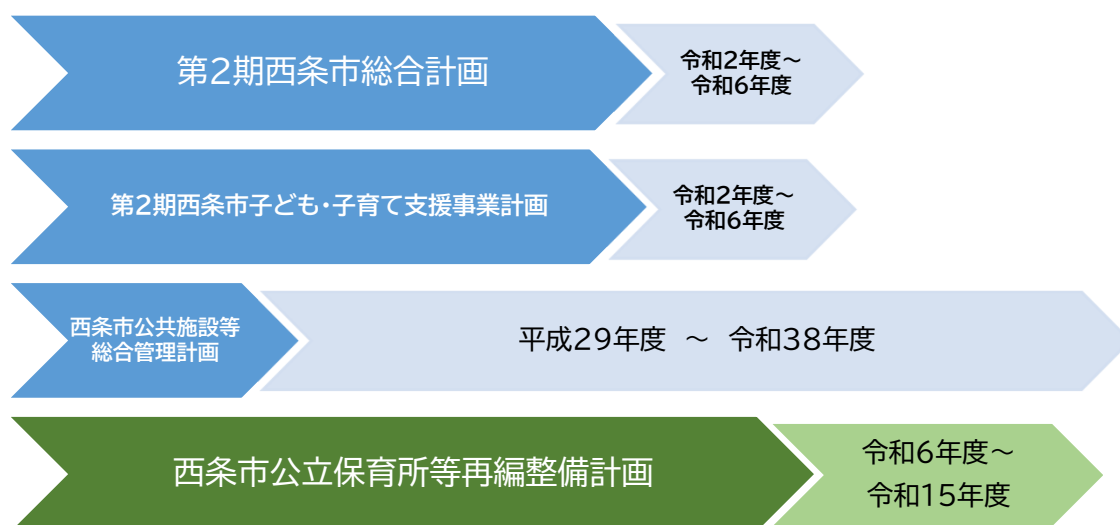 第2期西条市総合計画
令和2年度～
令和6年度
第2期西条市子ども・子育て支援事業計画
令和2年度～
令和6年度
西条市公共施設等
総合管理計画
平成29年度 ～ 令和38年度
西条市公立保育所等再編整備計画
令和6年度～
令和15年度